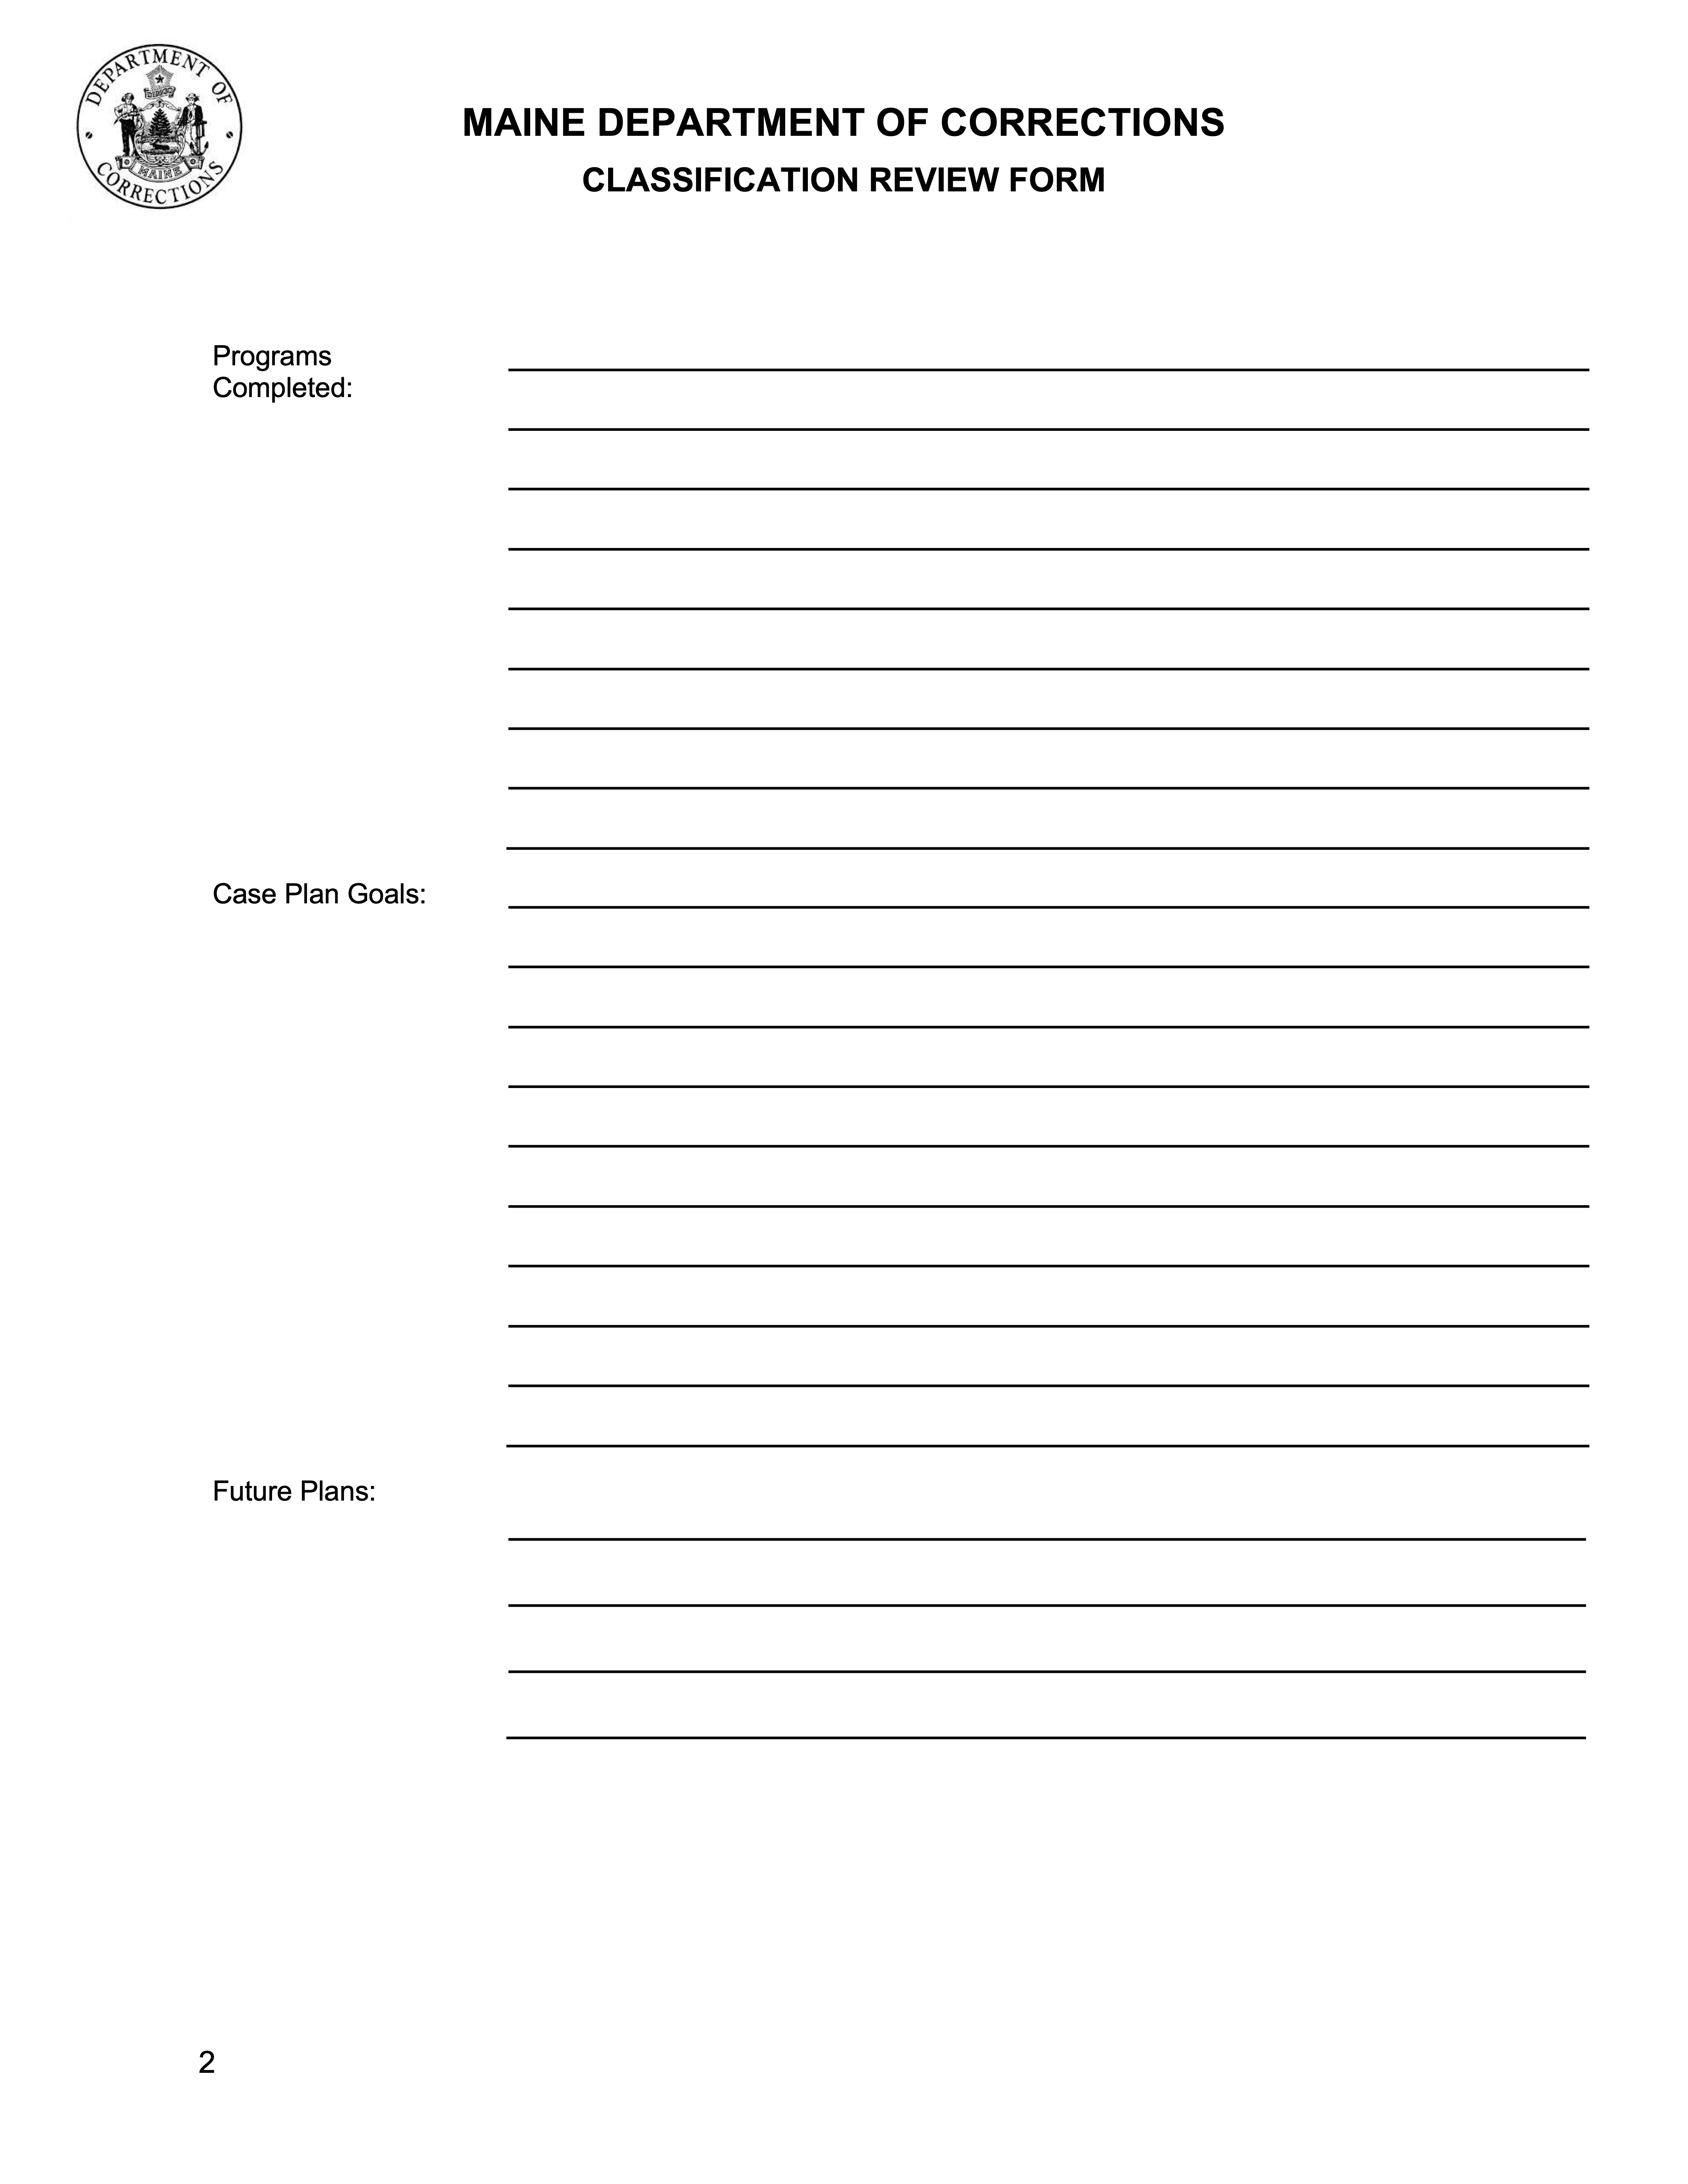 DEPARTMENT OF
DIRIGO
MAINE
CORRECTIONS
MAINE DEPARTMENT OF CORRECTIONS
CLASSIFICATION REVIEW FORM
Programs
Completed:
Case Plan Goals:
Future Plans:
2